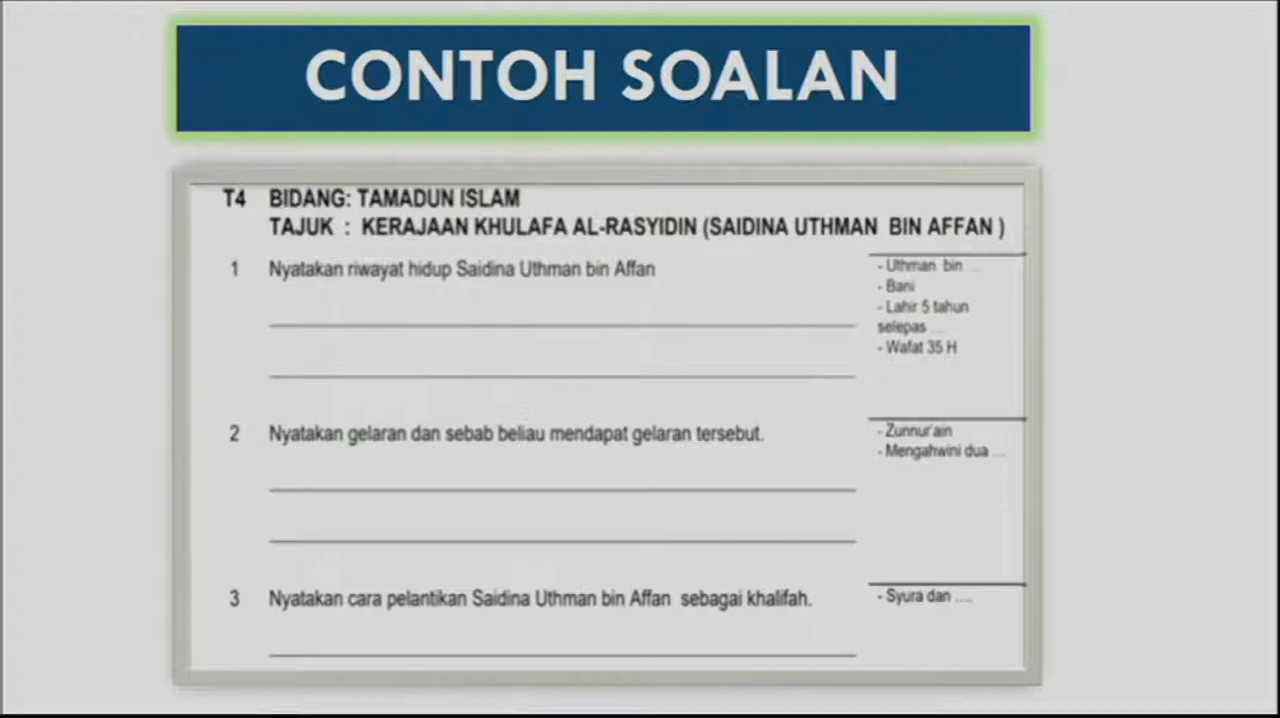 CONTOH SOALAN
T4 BIDANG: TAMADUN ISLAM
TAJUK : KERAJAAN KHULAFA AL-RASYIDIN (SAIDINA UTHMAN BIN AFFAN )
1 Nyatakan riwayat hidup Saidina Uthman bin Affan
- Uthman bin ...
- Bani
- Lahir 5 tahun
selepas ...
- Wafat 35 H
2 Nyatakan gelaran dan sebab beliau mendapat gelaran tersebut.
- Zunnur'ain
- Mengahwini dua ...
3 Nyatakan cara pelantikan Saidina Uthman bin Affan sebagai khalifah.
- Syura dan ....